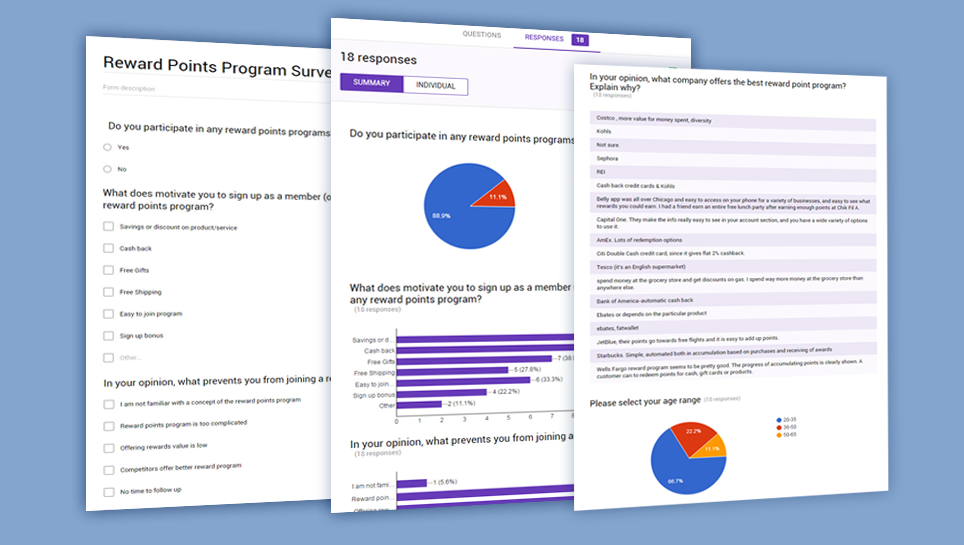 Reward Points Program Surve
Form description
Do you participate in any reward points programs
Yes
No
What does motivate you to sign up as a member (o
reward points program?
Savings or discount on product/service
Cash back
Free Gifts
Free Shipping
Easy to join program
Sign up bonus
Other...
In your opinion, what prevents you from joining a r
I am not familiar with a concept of the reward points program
Reward points program is too complicated
Offering rewards value is low
Competitors offer better reward program
No time to follow up
QUESTIONS
RESPONSES
18
18 responses
SUMMARY
INDIVIDUAL
Do you participate in any reward points programs
11.1%
88.9%
What does motivate you to sign up as a member
any reward points program?
(18 responses)
Savings or d...
Cash back
Free Gifts
7 (38.
Free Shipping
5 (27.8%)
Easy to join ...
6 (33.3%)
Sign up bonus
4 (22.2%)
Other
2 (11.1%)
0 1 2 3 4 5 6 7 8
In your opinion, what prevents you from joining a
(18 responses)
I am not fami...
1 (5.6%)
Reward poin...
Offering rew...
In your opinion, what company offers the best reward point program?
Explain why?
(18 responses)
Costco , more value for money spent, diversity
Kohls
Not sure.
Sephora
REI
Cash back credit cards & Kohls
Belly app was all over Chicago and easy to access on your phone for a variety of businesses, and easy to see what
rewards you could earn. I had a friend earn an entire free lunch party after earning enough points at Chik Fil A.
Capital One. They make the info really easy to see in your account section, and you have a wide variety of options
to use it.
AmEx. Lots of redemption options
Citi Double Cash credit card, since it gives flat 2% cashback.
Tesco (it's an English supermarket)
spend money at the grocery store and get discounts on gas. I spend way more money at the grocery store than
anywhere else.
Bank of America-automatic cash back
Ebates or depends on the particular product
ebates, fatwallet
JetBlue, their points go towards free flights and it is easy to add up points.
Starbucks. Simple, automated both in accumulation based on purchases and receiving of awards
Wells Fargo reward program seems to be pretty good. The progress of accumulating points is clearly shown. A
customer can to redeem points for cash, gift cards or products.
Please select your age range (18 responses)
20-35
36-50
50-65
22.2%
11.1%
66.7%